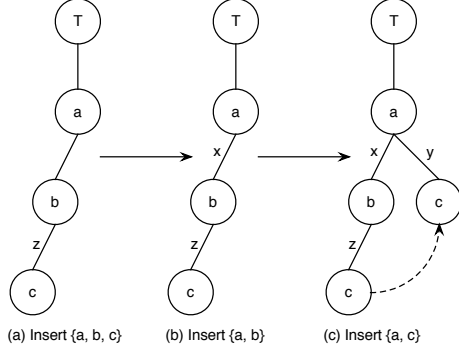 T
a
b
z
c
(a) Insert {a, b, c}
T
a
x
b
z
c
(b) Insert {a, b}
T
a
x
y
b
c
z
c
(c) Insert {a, c}